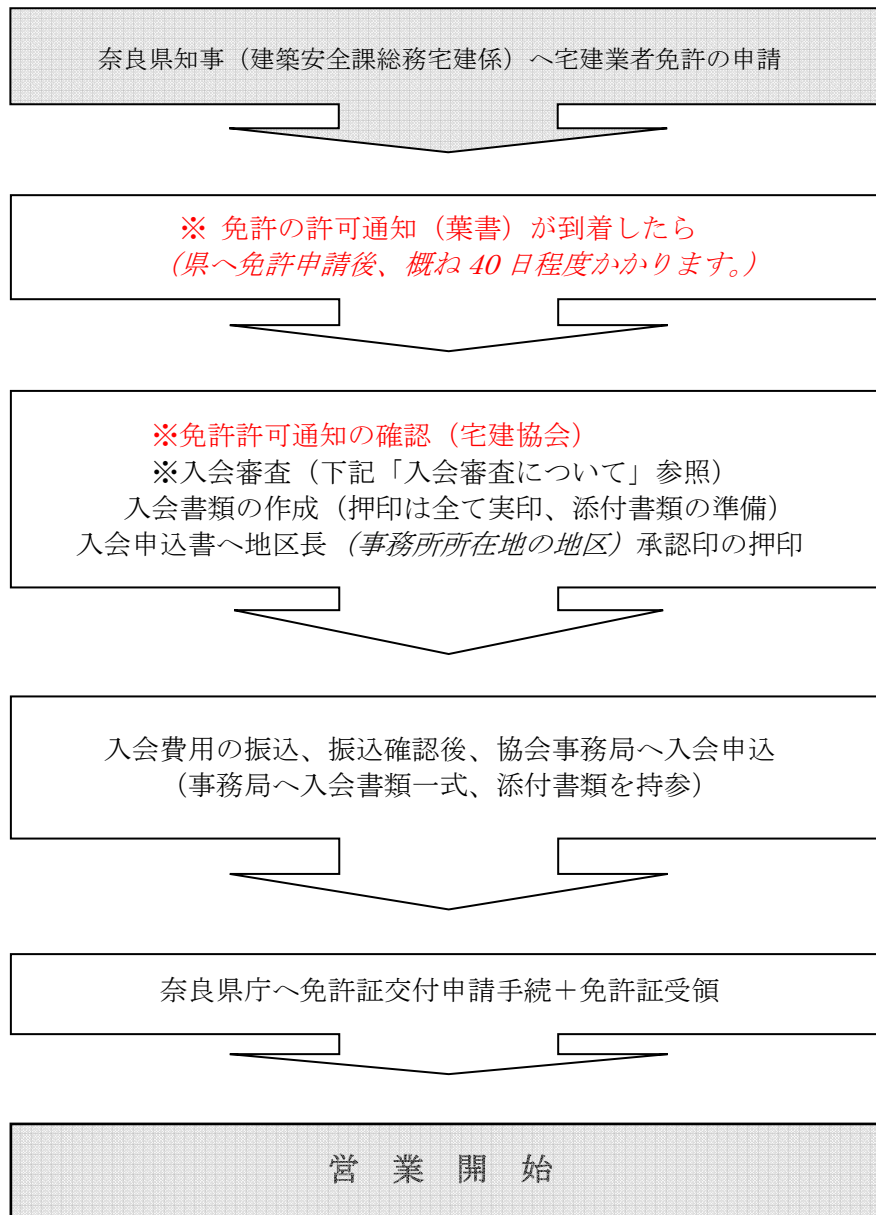 奈良県知事（建築安全課総務宅建係）へ宅建業者免許の申請
※ 免許の許可通知（葉書）が到着したら
（県へ免許申請後、概ね 40 日程度かかります。）
※免許許可通知の確認（宅建協会）
※入会審査（下記「入会審査について」参照）
入会書類の作成（押印は全て実印、添付書類の準備）
入会申込書へ地区長（事務所所在地の地区）承認印の押印
入会費用の振込、振込確認後、協会事務局へ入会申込
（事務局へ入会書類一式、添付書類を持参）
奈良県庁へ免許証交付申請手続＋免許証受領
営 業 開 始